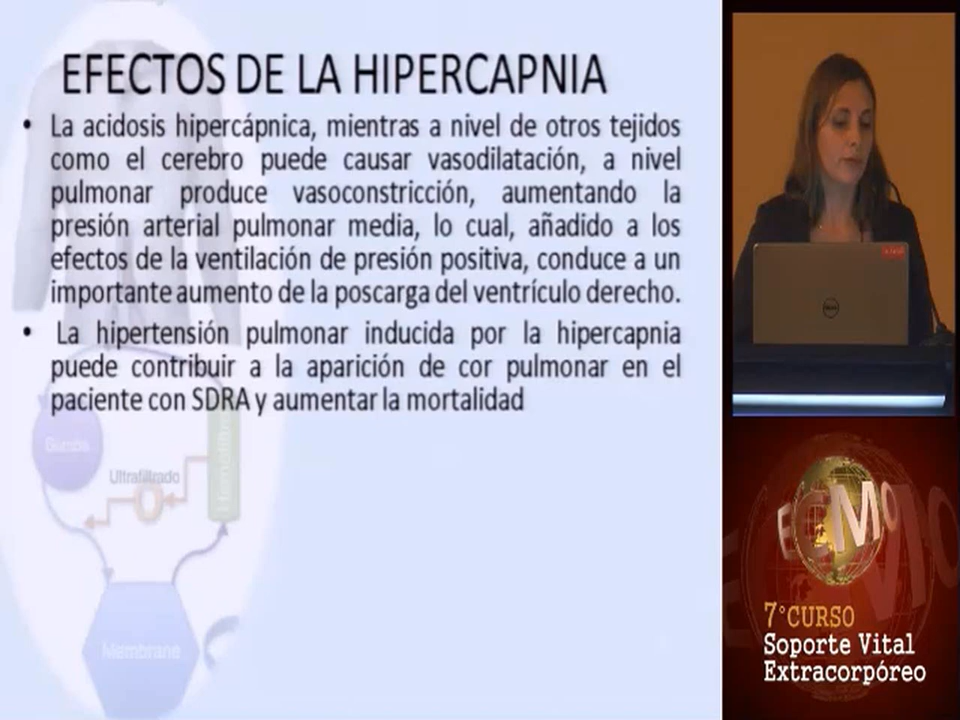 EFECTOS DE LA HIPERCAPNIA
• La acidosis hipercápnica, mientras a nivel de otros tejidos
como el cerebro puede causar vasodilatación, a nivel
pulmonar produce vasoconstricción, aumentando la
presión arterial pulmonar media, lo cual, añadido a los
efectos de la ventilación de presión positiva, conduce a un
importante aumento de la poscarga del ventrículo derecho.
• La hipertensión pulmonar inducida por la hipercapnia
puede contribuir a la aparición de cor pulmonar en el
paciente con SDRA y aumentar la mortalidad
Bomba
Ultrafiltrado
Membrane
DELL
ECMO
7°CURSO
Soporte Vital
Extracorpóreo